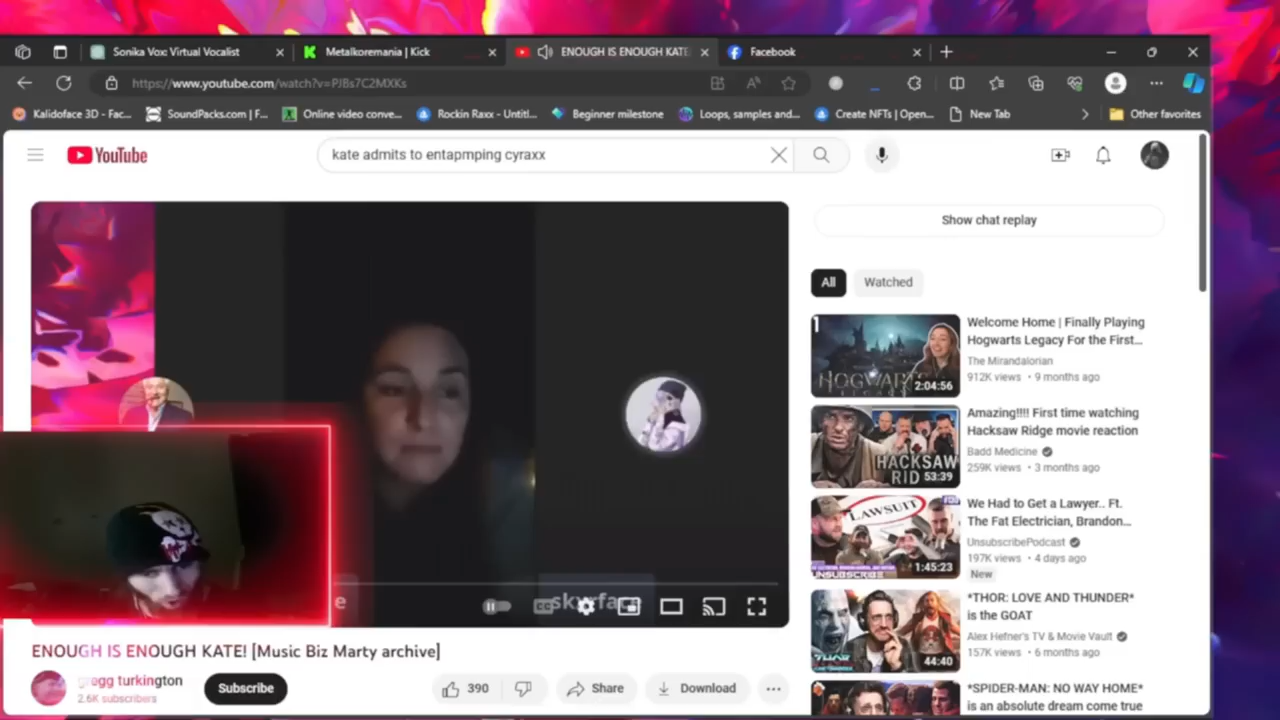 Sonika Vox: Virtual Vocalist
Metalkoremania | Kick
ENOUGH IS ENOUGH KATE
Facebook
https://www.youtube.com/watch?v=PJBs7C2MXKs
Kalidoface 3D - Fac...
SoundPacks.com | F...
Online video conve...
Rockin Raxx - Untitl...
Beginner milestone
Loops, samples and...
Create NFTs | Open...
New Tab
Other favorites
YouTube
kate admits to entapmping cyraxx
Show chat replay
All
Watched
1
HOGWAR
2:04:56
Welcome Home | Finally Playing
Hogwarts Legacy For the First...
The Mirandalorian
912K views • 9 months ago
HACKSAW
RID
53:39
Amazing!!!! First time watching
Hacksaw Ridge movie reaction
Badd Medicine
259K views • 3 months ago
LAWSUIT
UNSUBSCRIBE
1:45:23
We Had to Get a Lawyer.. Ft.
The Fat Electrician, Brandon...
UnsubscribePodcast
197K views • 4 days ago
New
THOR
44:40
*THOR: LOVE AND THUNDER*
is the GOAT
Alex Hefner's TV & Movie Vault
157K views • 6 months ago
*SPIDER-MAN: NO WAY HOME*
is an absolute dream come true
e
CC
ENOUGH IS ENOUGH KATE! [Music Biz Marty archive]
gregg turkington
2.6K subscribers
Subscribe
390
Share
Download